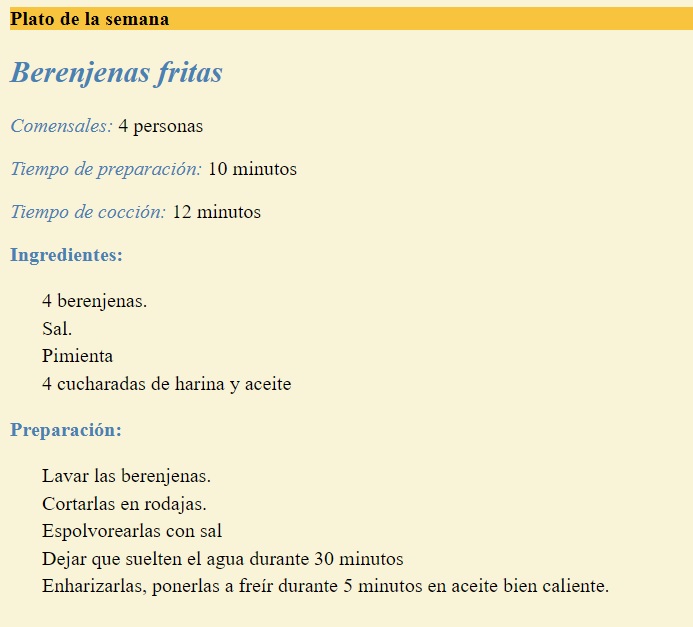 Plato de la semana
Berenjenas fritas
Comensales: 4 personas
Tiempo de preparación: 10 minutos
Tiempo de cocción: 12 minutos
Ingredientes:
4 berenjenas.
Sal.
Pimienta
4 cucharadas de harina y aceite
Preparación:
Lavar las berenjenas.
Cortarlas en rodajas.
Espolvorearlas con sal
Dejar que suelten el agua durante 30 minutos
Enharizarlas, ponerlas a freír durante 5 minutos en aceite bien caliente.